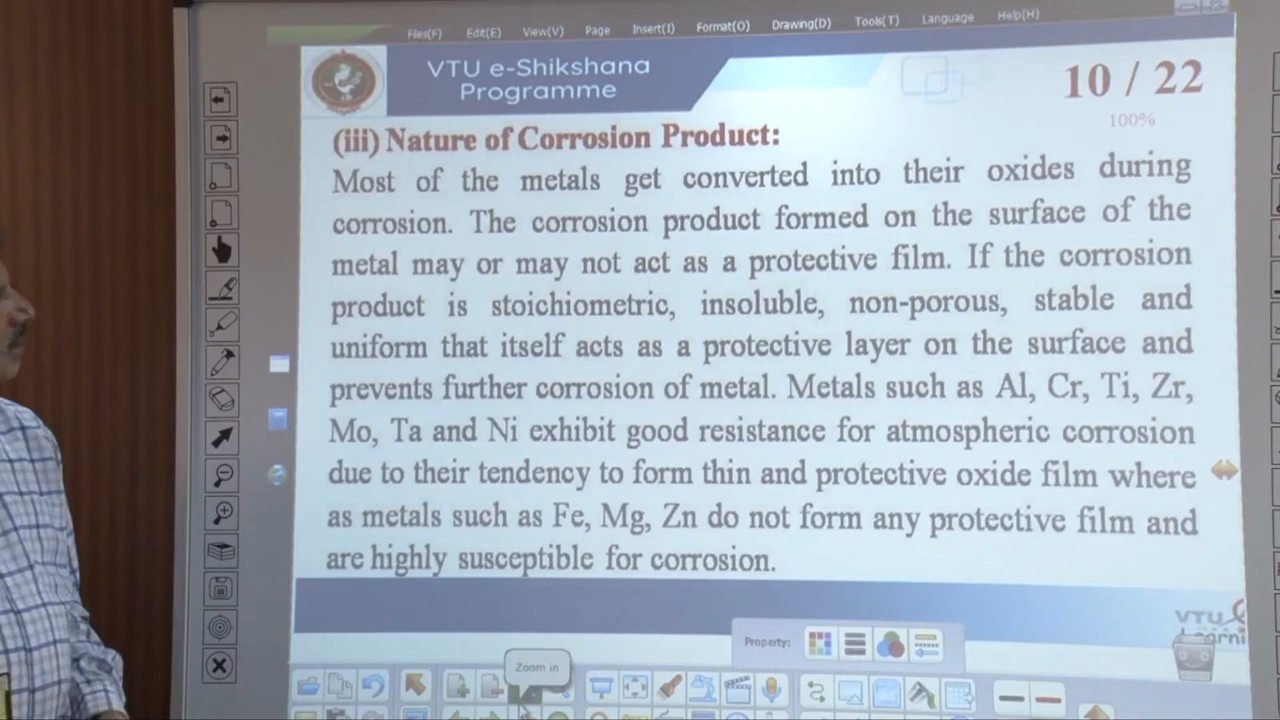 Files(F) Edit(E) View(V) Page Insert(I) Format(O) Drawing(D) Tools(T) Language Help(H)
VTU e-Shikshana
Programme
10 / 22
100%
(iii) Nature of Corrosion Product:
Most of the metals get converted into their oxides during
corrosion. The corrosion product formed on the surface of the
metal may or may not act as a protective film. If the corrosion
product is stoichiometric, insoluble, non-porous, stable and
uniform that itself acts as a protective layer on the surface and
prevents further corrosion of metal. Metals such as Al, Cr, Ti, Zr,
Mo, Ta and Ni exhibit good resistance for atmospheric corrosion
due to their tendency to form thin and protective oxide film where
as metals such as Fe, Mg, Zn do not form any protective film and
are highly susceptible for corrosion.
VTU
Property:
Zoom in